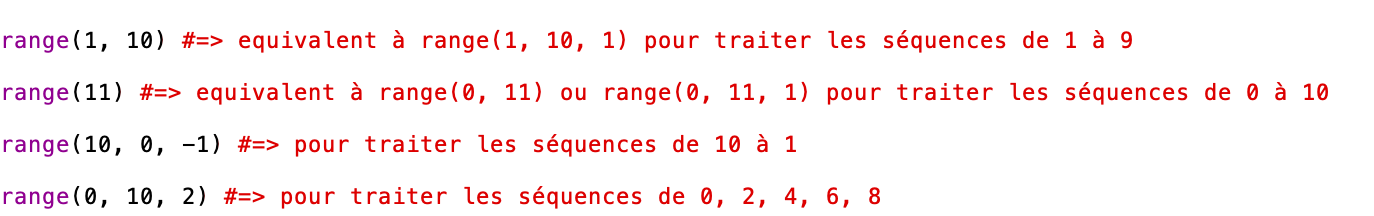 range(1, 10) #=> equivalent à range(1, 10, 1) pour traiter les séquences de 1 à 9
range(11) #=> equivalent à range(0, 11) ou range(0, 11, 1) pour traiter les séquences de 0 à 10
range(10, 0, -1) #=> pour traiter les séquences de 10 à 1
range(0, 10, 2) #=> pour traiter les séquences de 0, 2, 4, 6, 8